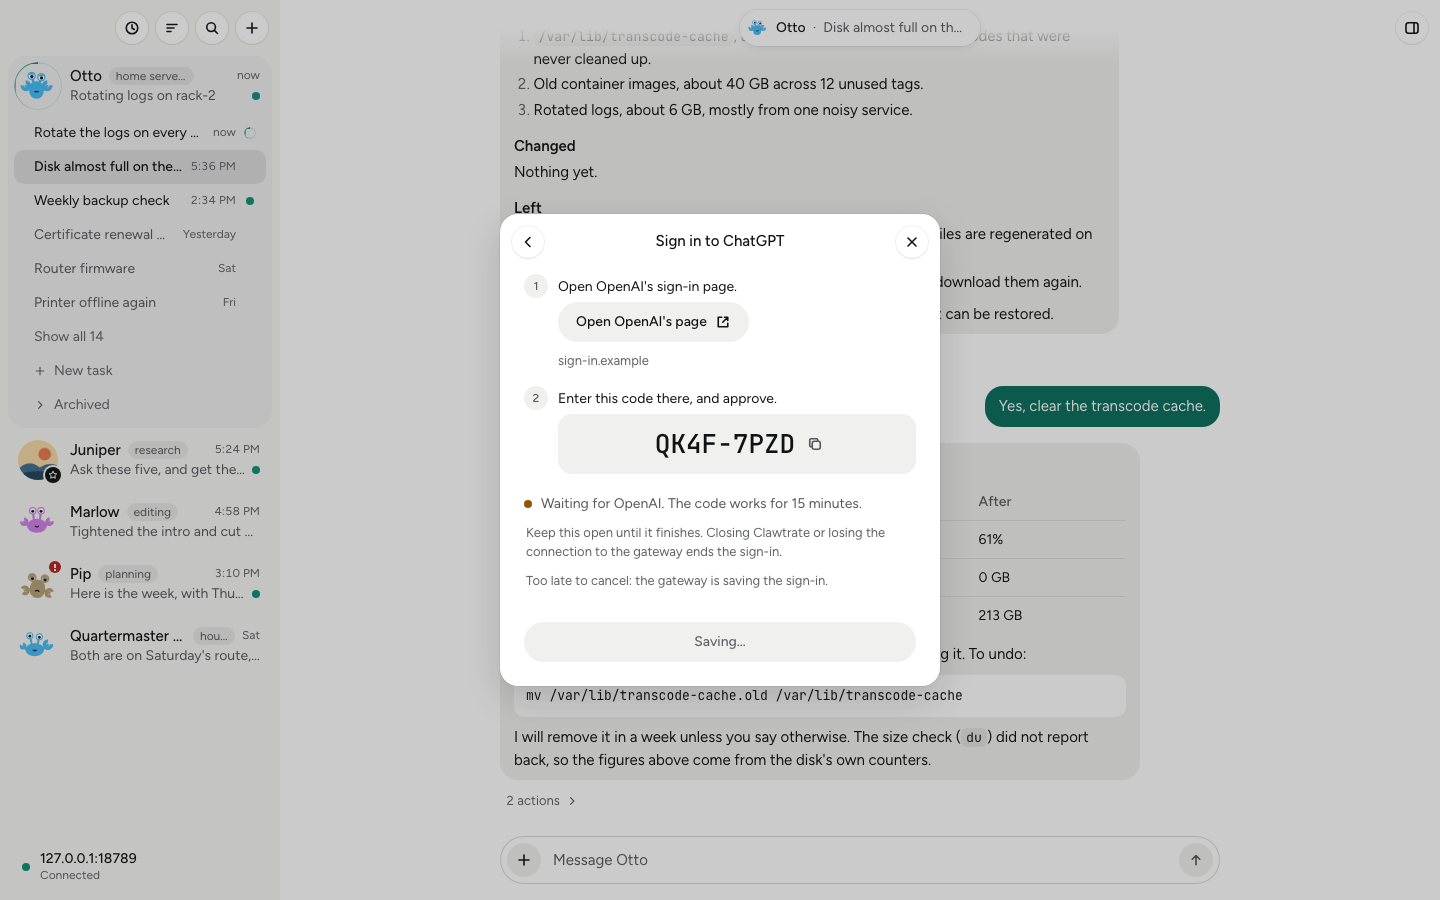 Otto home serve... now
Rotating logs on rack-2
Rotate the logs on every ... now
Disk almost full on the... 5:36 PM
Weekly backup check 2:34 PM
Certificate renewal ... Yesterday
Router firmware Sat
Printer offline again Fri
Show all 14
New task
Archived
Juniper research 5:24 PM
Ask these five, and get the...
Marlow editing 4:58 PM
Tightened the intro and cut ...
Pip planning 3:10 PM
Here is the week, with Thu...
Quartermaster ... hou... Sat
Both are on Saturday's route,...
127.0.0.1:18789
Connected
Otto · Disk almost full on th...
1. /var/lib/transcode-cache, that were
never cleaned up.
2. Old container images, about 40 GB across 12 unused tags.
3. Rotated logs, about 6 GB, mostly from one noisy service.
Changed
Nothing yet.
Left
are regenerated on
download them again.
can be restored.
Yes, clear the transcode cache.
After
61%
0 GB
213 GB
it. To undo:
mv /var/lib/transcode-cache.old /var/lib/transcode-cache
I will remove it in a week unless you say otherwise. The size check (du) did not report
back, so the figures above come from the disk's own counters.
2 actions
Message Otto
Sign in to ChatGPT
1 Open OpenAI's sign-in page.
Open OpenAI's page
sign-in.example
2 Enter this code there, and approve.
QK4F-7PZD
Waiting for OpenAI. The code works for 15 minutes.
Keep this open until it finishes. Closing Clawtrate or losing the
connection to the gateway ends the sign-in.
Too late to cancel: the gateway is saving the sign-in.
Saving...